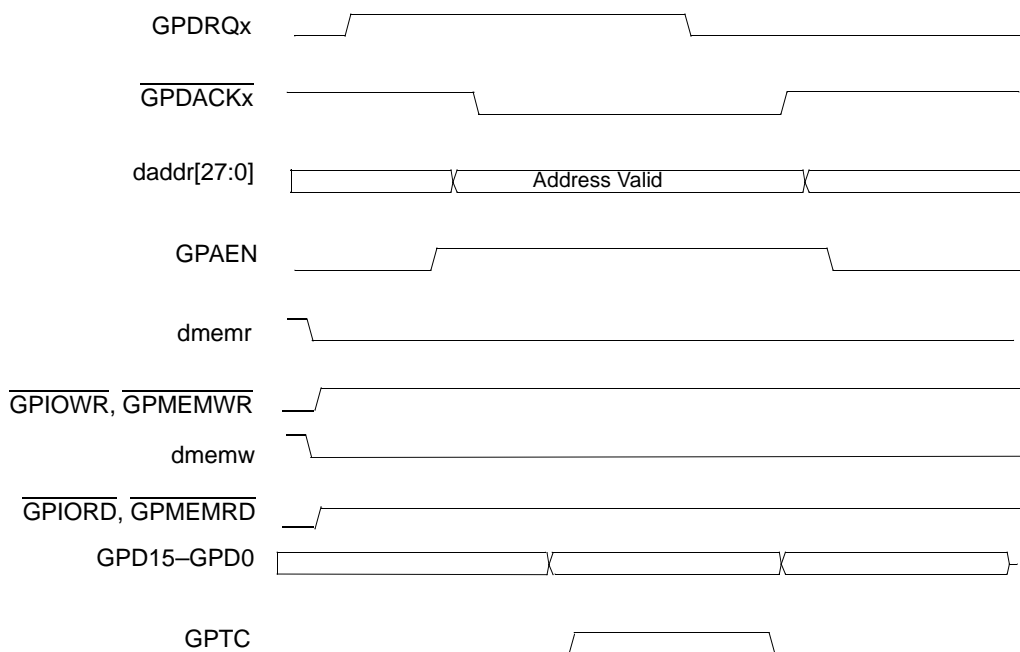 GPDRQx
GPDACKx
daddr[27:0]
Address Valid
GPAEN
dmemr
GPIOWR, GPMEMWR
dmemw
GPIORD, GPMEMRD
GPD15–GPD0
GPTC